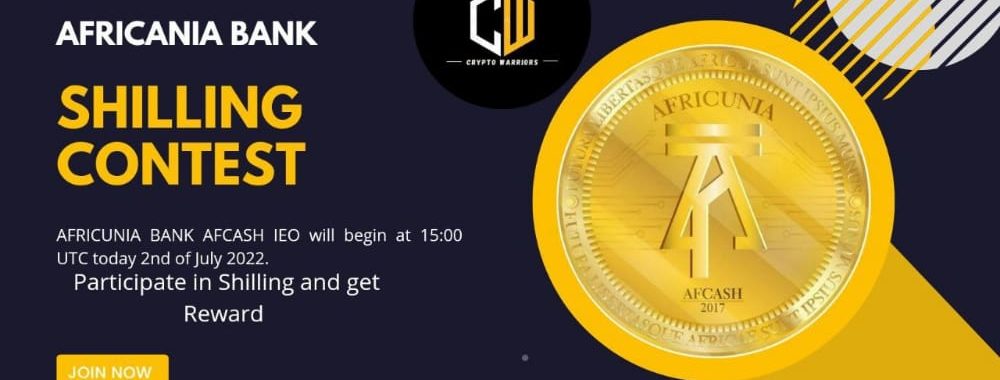 AFRICANIA BANK
CRYPTO WARRIORS
SHILLING
CONTEST
AFRICUNIA BANK AFCASH IEO will begin at 15:00
UTC today 2nd of July 2022.
Participate in Shilling and get
Reward
JOIN NOW
AFRICUNIA
AFCASH
2017